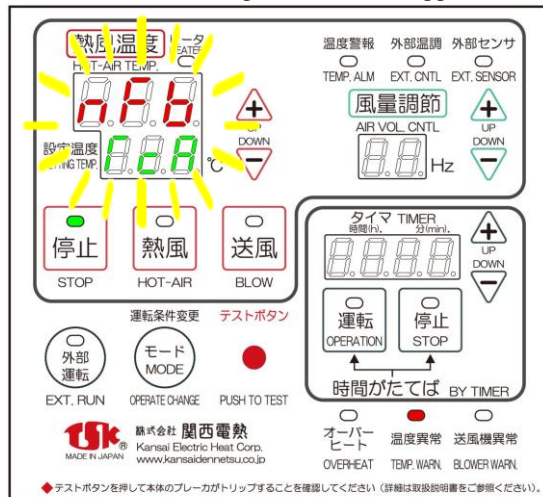 熱風温度
ヒータ
HEATER
HOT-AIR TEMP.
nFb
設定温度
SETTING TEMP.
TcA
℃
+
UP
DOWN
−
温度警報 外部温調 外部センサ
TEMP. ALM EXT. CNTL EXT. SENSOR
風量調節
AIR VOL. CNTL
8.8. Hz
+
UP
DOWN
−
停止
STOP
熱風
HOT-AIR
送風
BLOW
タイマ TIMER
時間(h). 分(min).
8.8.8.8.
+
UP
DOWN
−
運転
OPERATION
停止
STOP
時間がたてば BY TIMER
外部
運転
EXT. RUN
運転条件変更
モード
MODE
OPERATE CHANGE
テストボタン
PUSH TO TEST
TSK ®
MADE IN JAPAN
株式会社 関西電熱
Kansai Electric Heat Corp.
www.kansaidennetsu.co.jp
オーバー
ヒート
OVERHEAT
温度異常
TEMP. WARN.
送風機異常
BLOWER WARN.
◆テストボタンを押して本体のブレーカがトリップすることを確認してください（詳細は取扱説明書をご参照ください）。